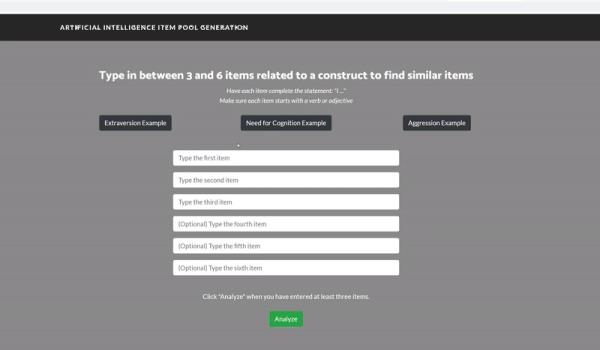 ARTIFICIAL INTELLIGENCE ITEM POOL GENERATION
Type in between 3 and 6 items related to a construct to find similar items
Have each item complete the statement: "I ..."
Make sure each item starts with a verb or adjective
Extraversion Example
Need for Cognition Example
Aggression Example
Type the first item
Type the second item
Type the third item
(Optional) Type the fourth item
(Optional) Type the fifth item
(Optional) Type the sixth item
Click "Analyze" when you have entered at least three items.
Analyze